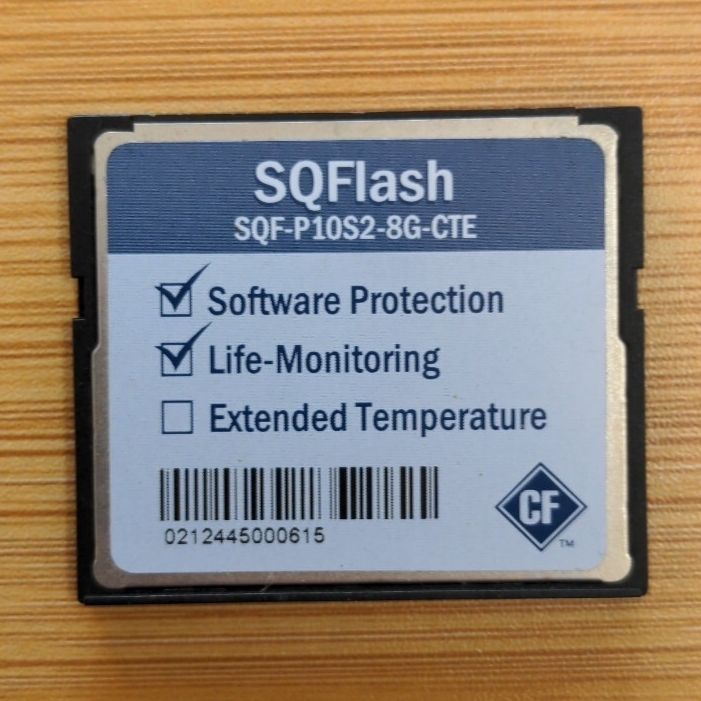 SQFlash
SQF-P10S2-8G-CTE
Software Protection
Life-Monitoring
Extended Temperature
0212445000615
CF
TM